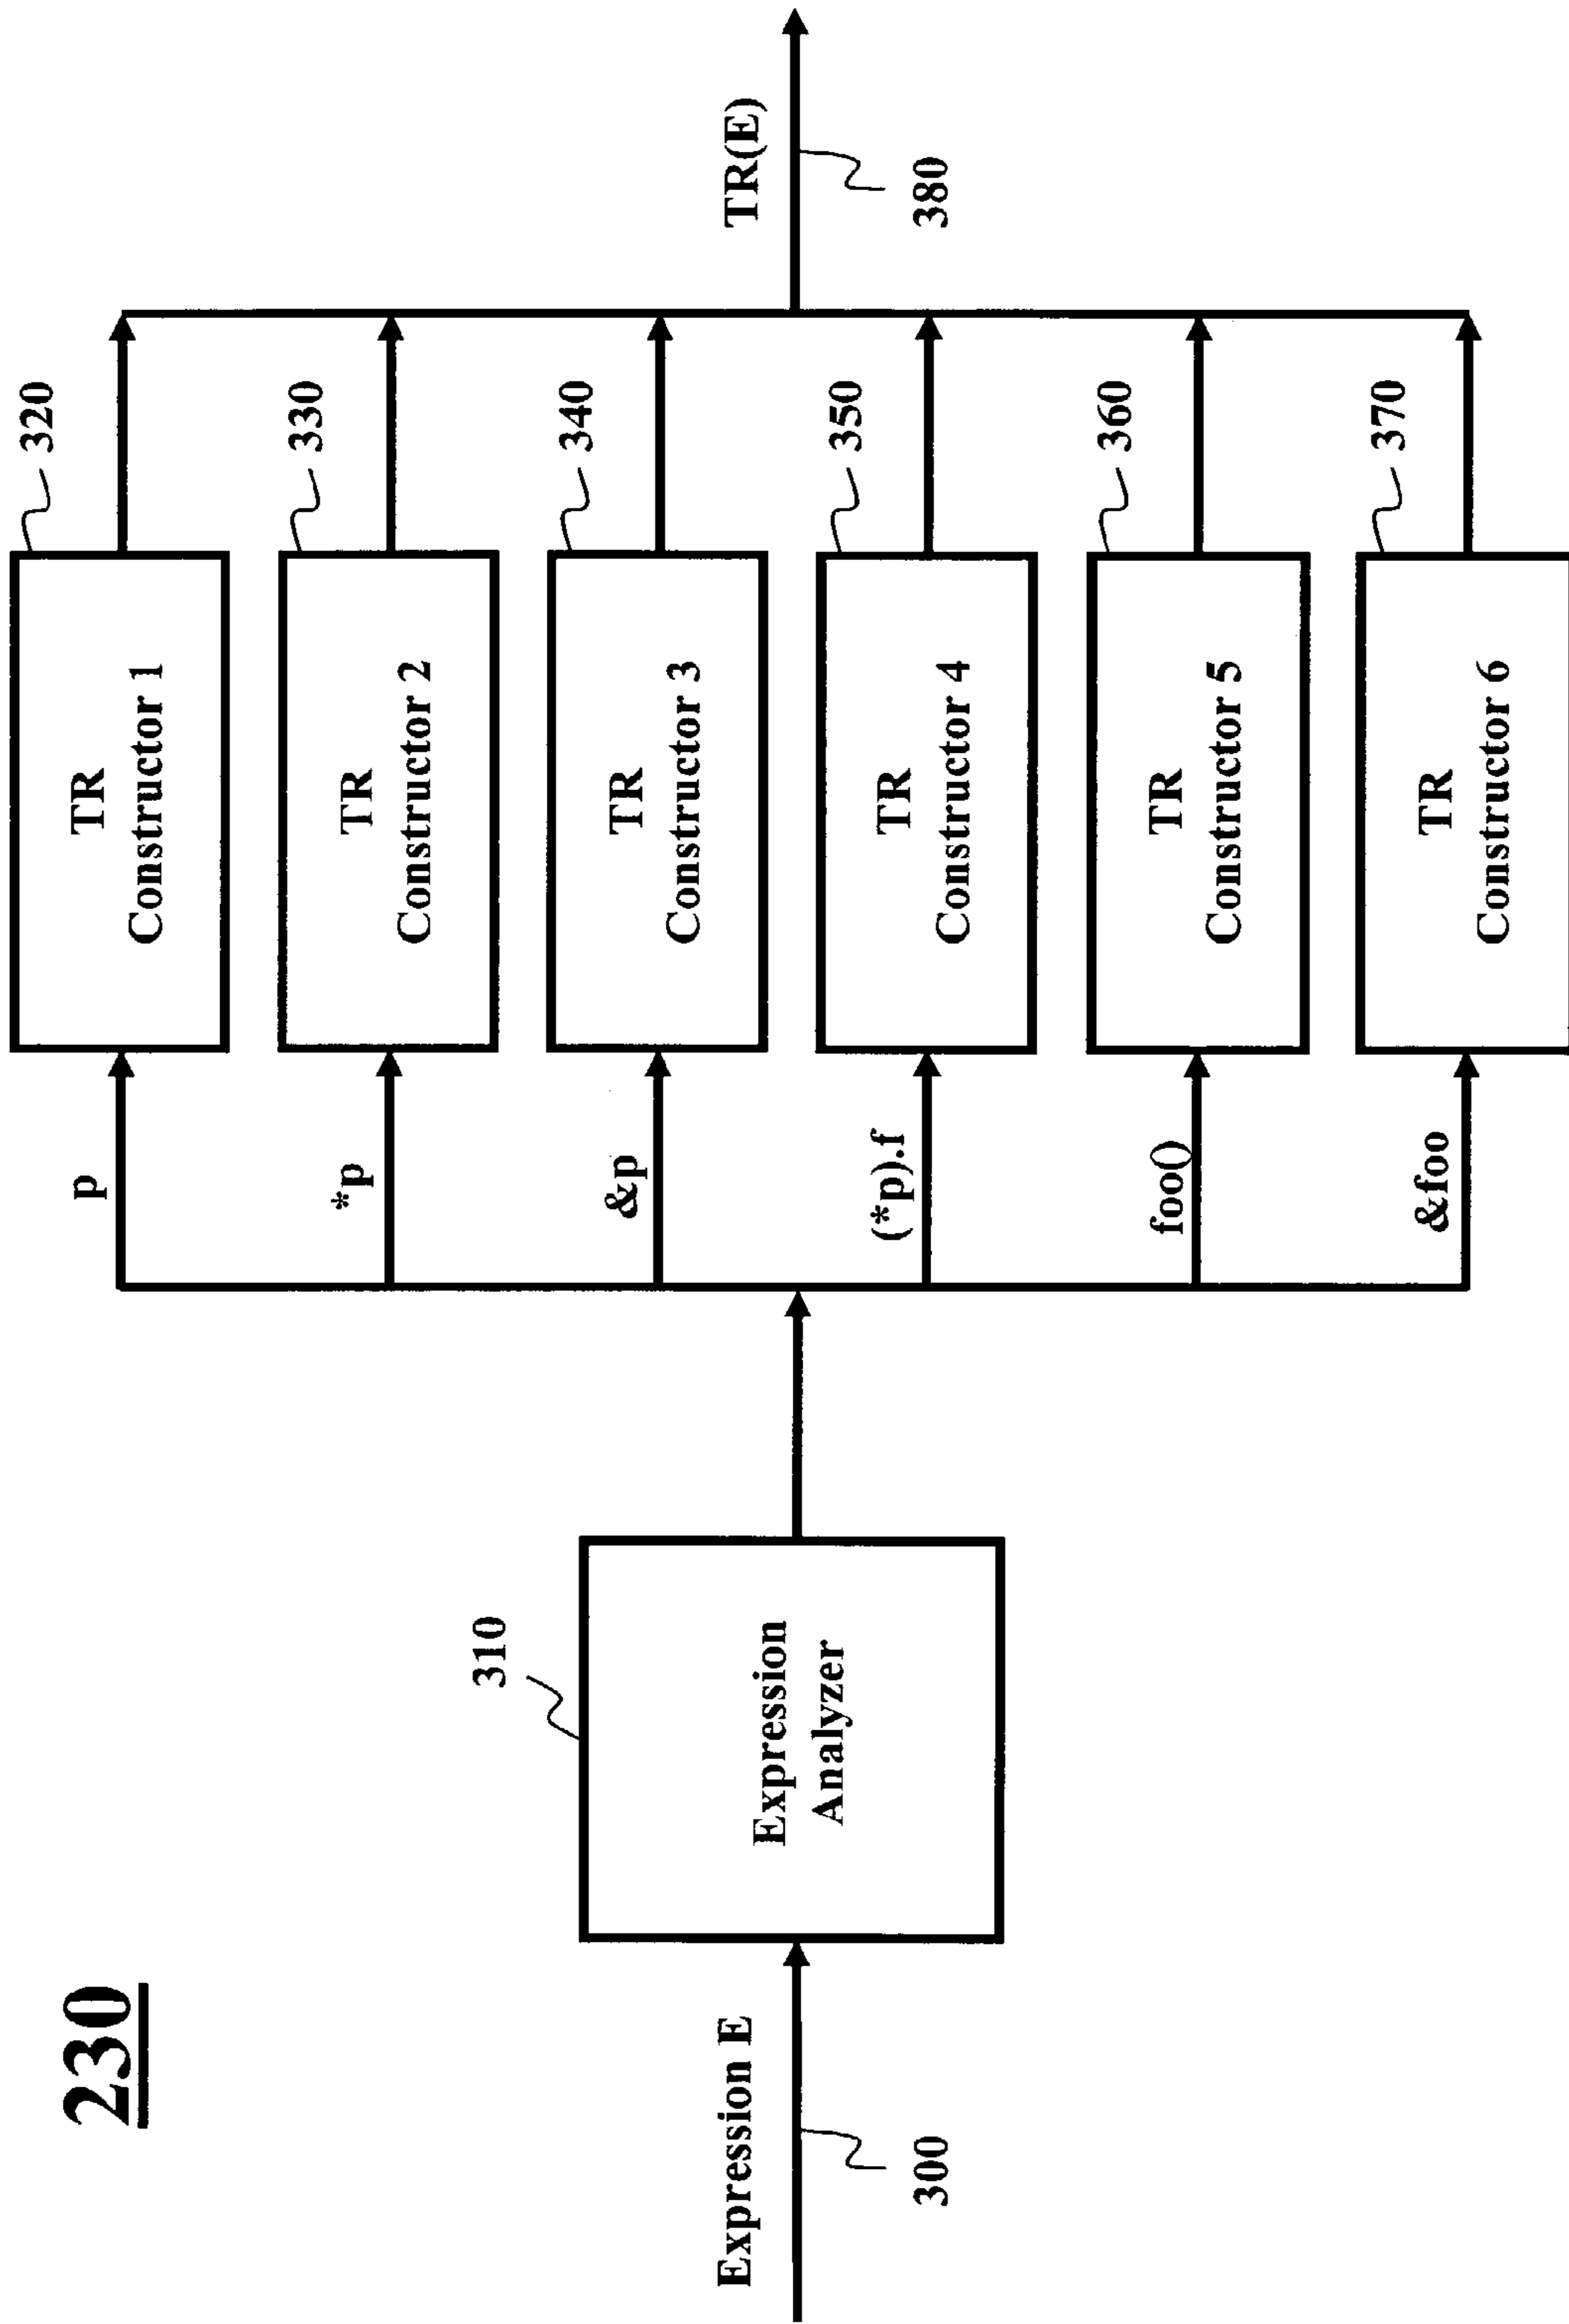 230
Expression E
300
310
Expression
Analyzer
p
*p
&p
(*p).f
foo()
&foo
TR
Constructor 1
320
TR
Constructor 2
330
TR
Constructor 3
340
TR
Constructor 4
350
TR
Constructor 5
360
TR
Constructor 6
370
TR(E)
380